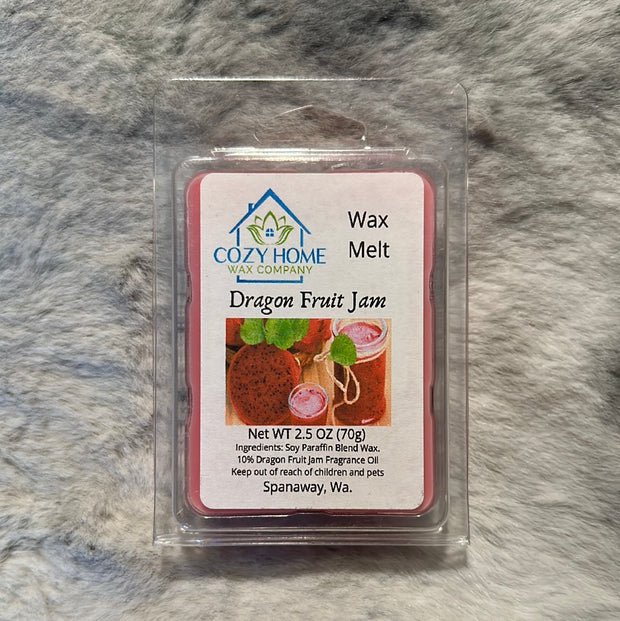 COZY HOME
WAX COMPANY
Wax
Melt
Dragon Fruit Jam
Net WT 2.5 OZ (70g)
Ingredients: Soy Paraffin Blend Wax.
10% Dragon Fruit Jam Fragrance Oil
Keep out of reach of children and pets
Spanaway, Wa.